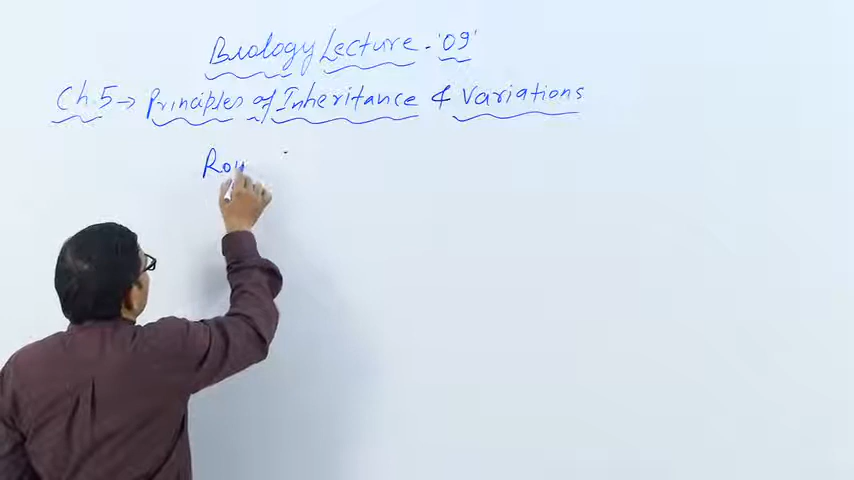 Biology Lecture - '09'
Ch. 5 → Principles of Inheritance & Variations